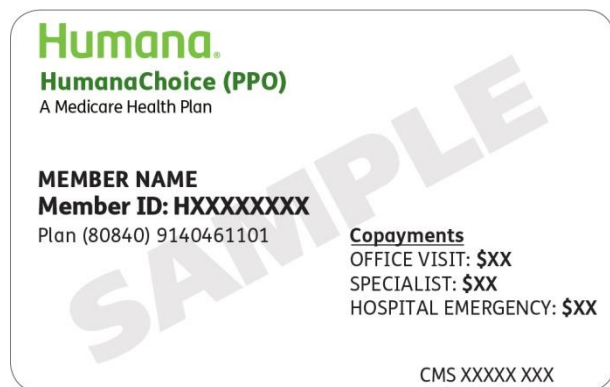 Humana®
HumanaChoice (PPO)
A Medicare Health Plan
SAMPLE
MEMBER NAME
Member ID: HXXXXXXXX
Plan (80840) 9140461101
Copayments
OFFICE VISIT: $XX
SPECIALIST: $XX
HOSPITAL EMERGENCY: $XX
CMS XXXXX XXX